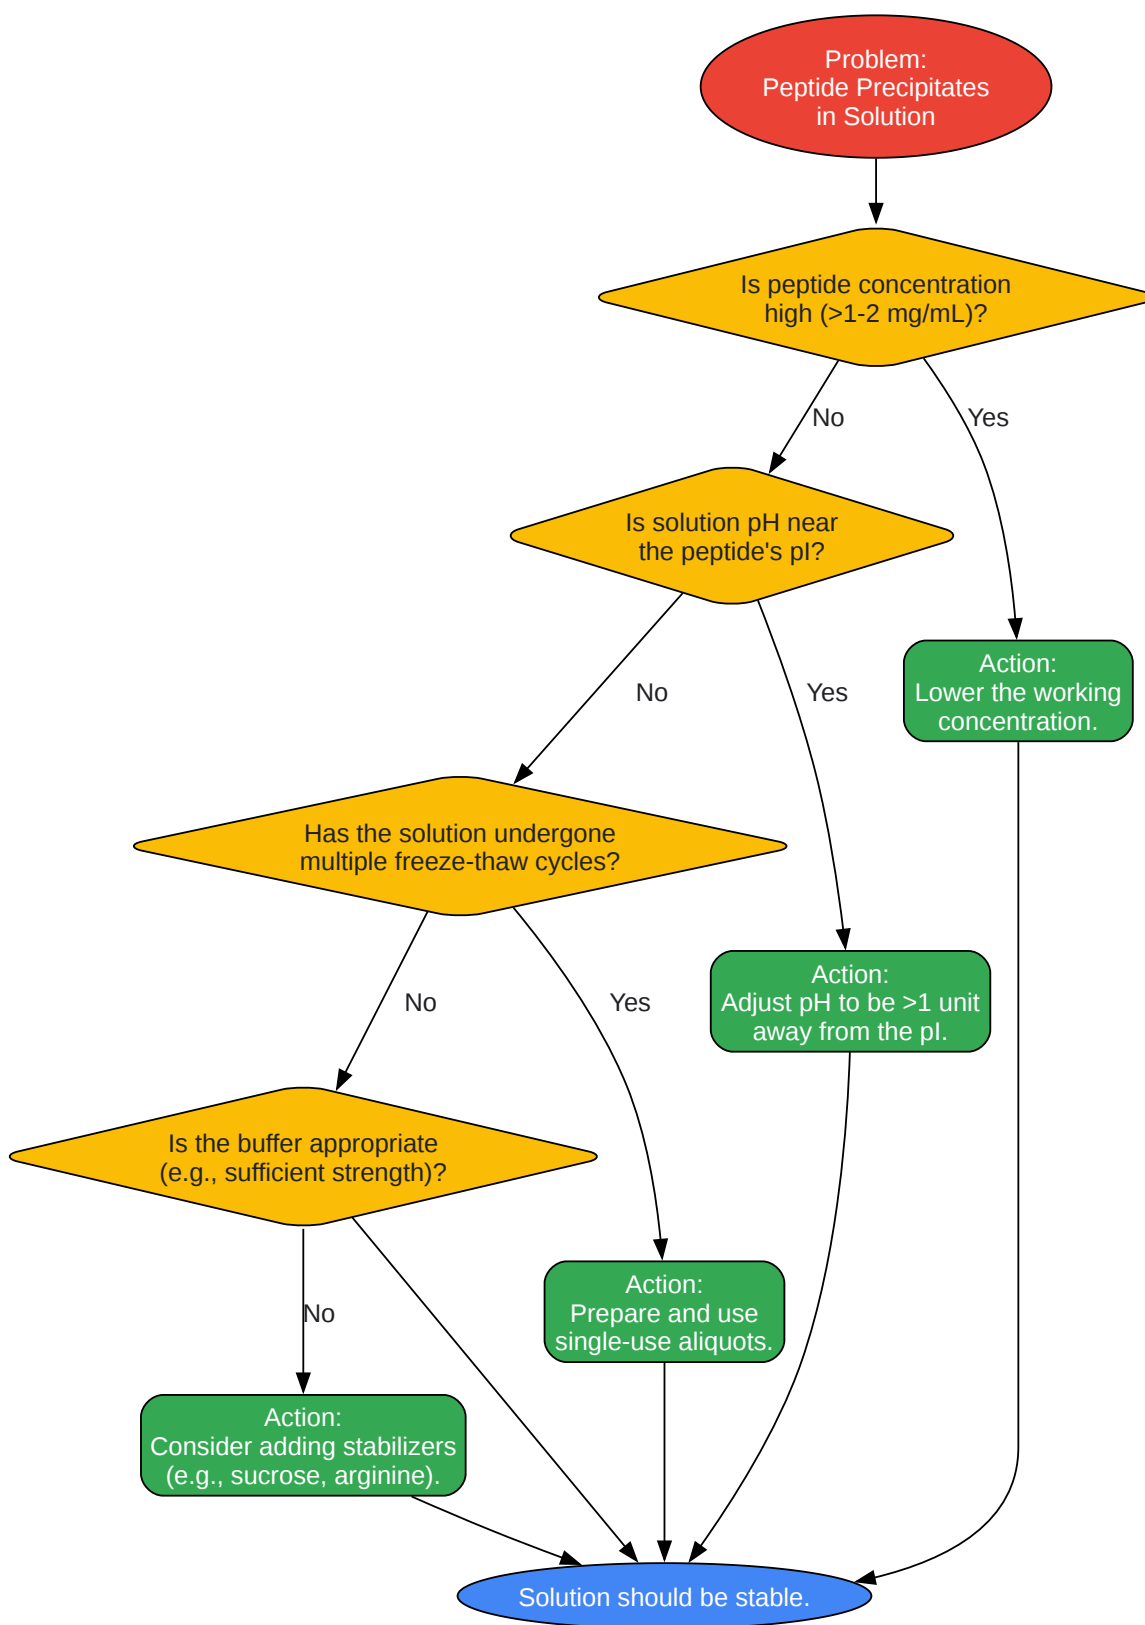 Problem:
Peptide Precipitates
in Solution
Is peptide concentration
high (>1-2 mg/mL)?
No
Yes
Is solution pH near
the peptide's pI?
No
Yes
Action:
Lower the working
concentration.
Has the solution undergone
multiple freeze-thaw cycles?
No
Yes
Action:
Adjust pH to be >1 unit
away from the pI.
Is the buffer appropriate
(e.g., sufficient strength)?
No
Action:
Prepare and use
single-use aliquots.
Action:
Consider adding stabilizers
(e.g., sucrose, arginine).
Solution should be stable.